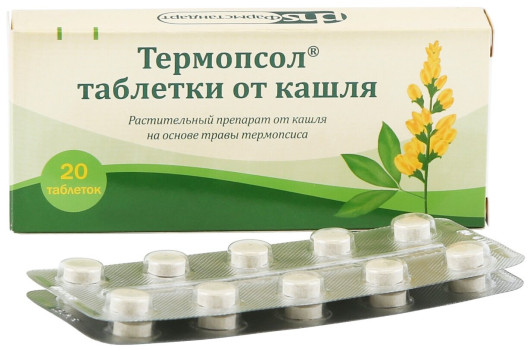 Фармстандарт
Термопсол®
таблетки от кашля
Растительный препарат от кашля
на основе травы термопсиса
20
таблеток